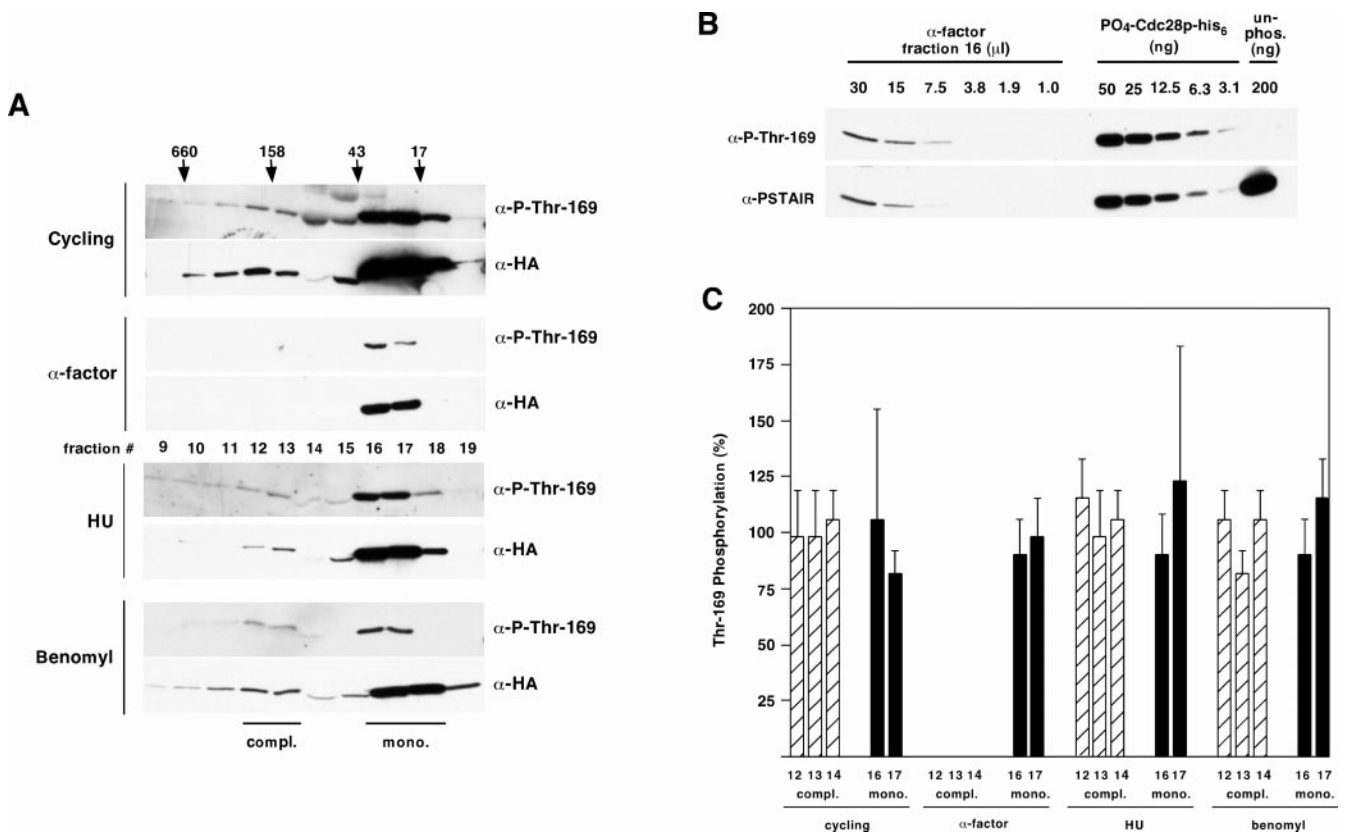 A
660 158 43 17
Cycling
α-P-Thr-169
α-HA
α-factor
α-P-Thr-169
α-HA
fraction # 9 10 11 12 13 14 15 16 17 18 19
HU
α-P-Thr-169
α-HA
Benomyl
α-P-Thr-169
α-HA
compl. mono.
B
α-factor
fraction 16 (μl)
PO4-Cdc28p-his6
(ng)
un-
phos.
(ng)
30 15 7.5 3.8 1.9 1.0 50 25 12.5 6.3 3.1 200
α-P-Thr-169
α-PSTAIR
C
Thr-169 Phosphorylation (%)
200
175
150
125
100
75
50
25
12 13 14 16 17 12 13 14 16 17 12 13 14 16 17 12 13 14 16 17
compl. mono. compl. mono. compl. mono. compl. mono.
cycling α-factor HU benomyl